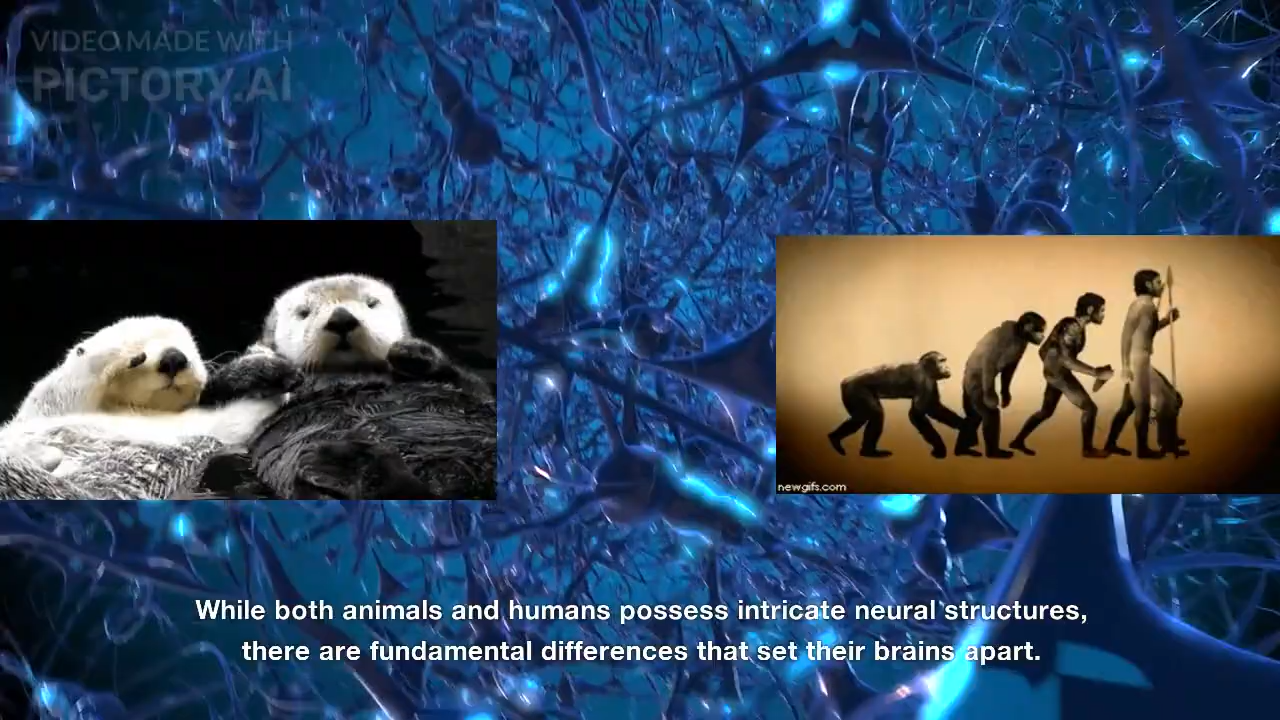 VIDEO MADE WITH
PICTORY.AI
newgifs.com
While both animals and humans possess intricate neural structures,
there are fundamental differences that set their brains apart.